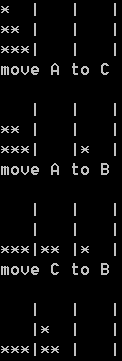 *  |    |    |
** |    |    |
***|    |    |
move A to C
   |    |    |
** |    |    |
***|    |*   |
move A to B
   |    |    |
   |    |    |
***|**  |*   |
move C to B
   |    |    |
   |*   |    |
***|**  |    |